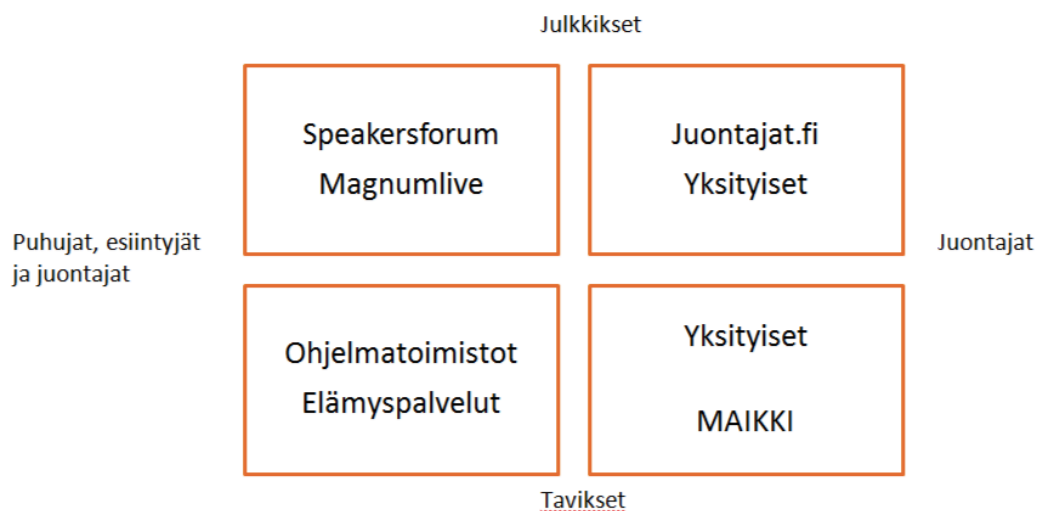 Julkkikset
Speakersforum
Magnumlive
Juontajat.fi
Yksityiset
Puhujat, esiintyjät
ja juontajat
Juontajat
Ohjelmatoimistot
Elämyspalvelut
Yksityiset
MAIKKI
Tavikset